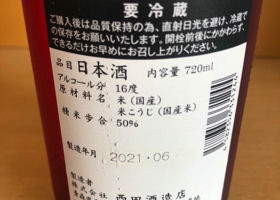 要冷蔵
ご購入後は品質保持の為、直射日光を避け、冷蔵で
の保存をお願いいたします。開栓前後にかかわらず、
できるだけお早めにお召し上がりください。
品目 日本酒 内容量 720ml
アルコール分 16度
原材料名 米(国産)
米こうじ(国産米)
精米歩合 50%
製造年月 2021.06
製造者
西田酒造店